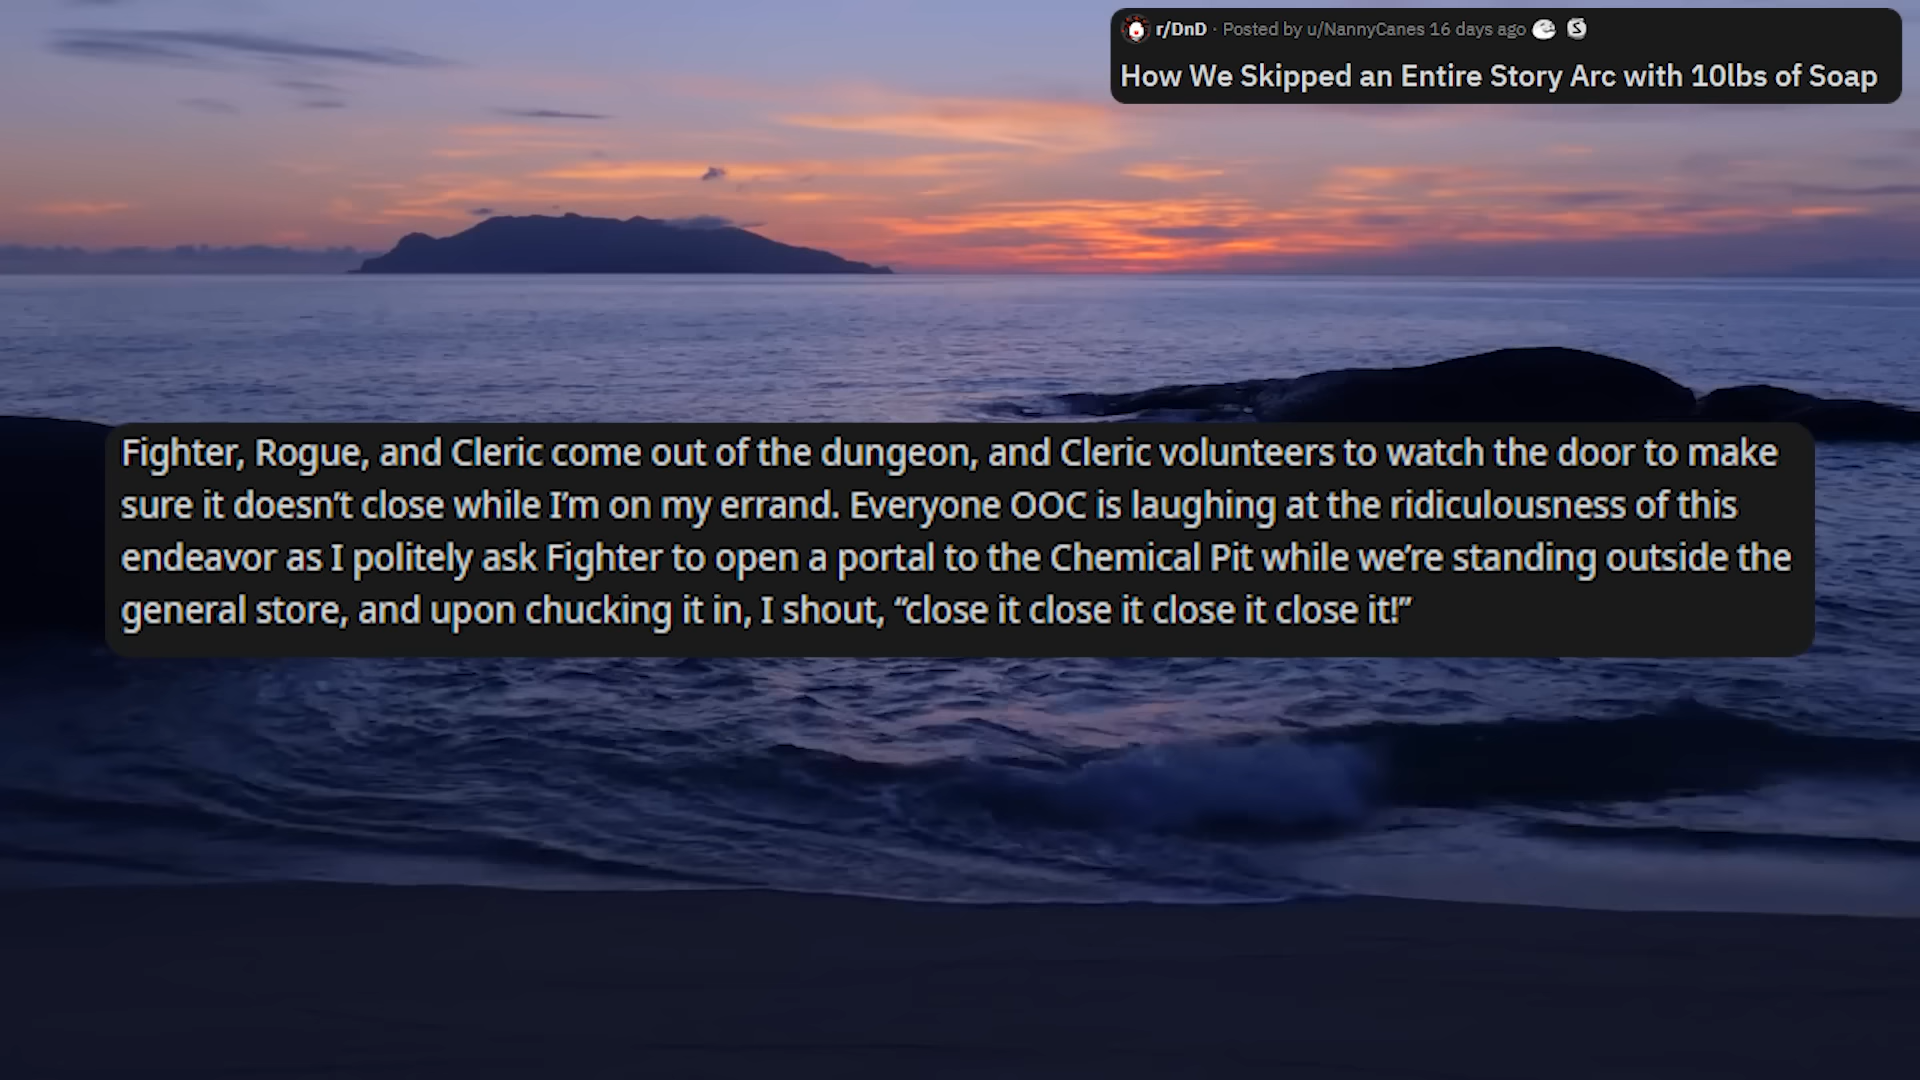 r/DnD · Posted by u/NannyCanes 16 days ago
How We Skipped an Entire Story Arc with 10lbs of Soap
Fighter, Rogue, and Cleric come out of the dungeon, and Cleric volunteers to watch the door to make
sure it doesn’t close while I’m on my errand. Everyone OOC is laughing at the ridiculousness of this
endeavor as I politely ask Fighter to open a portal to the Chemical Pit while we’re standing outside the
general store, and upon chucking it in, I shout, “close it close it close it close it!”